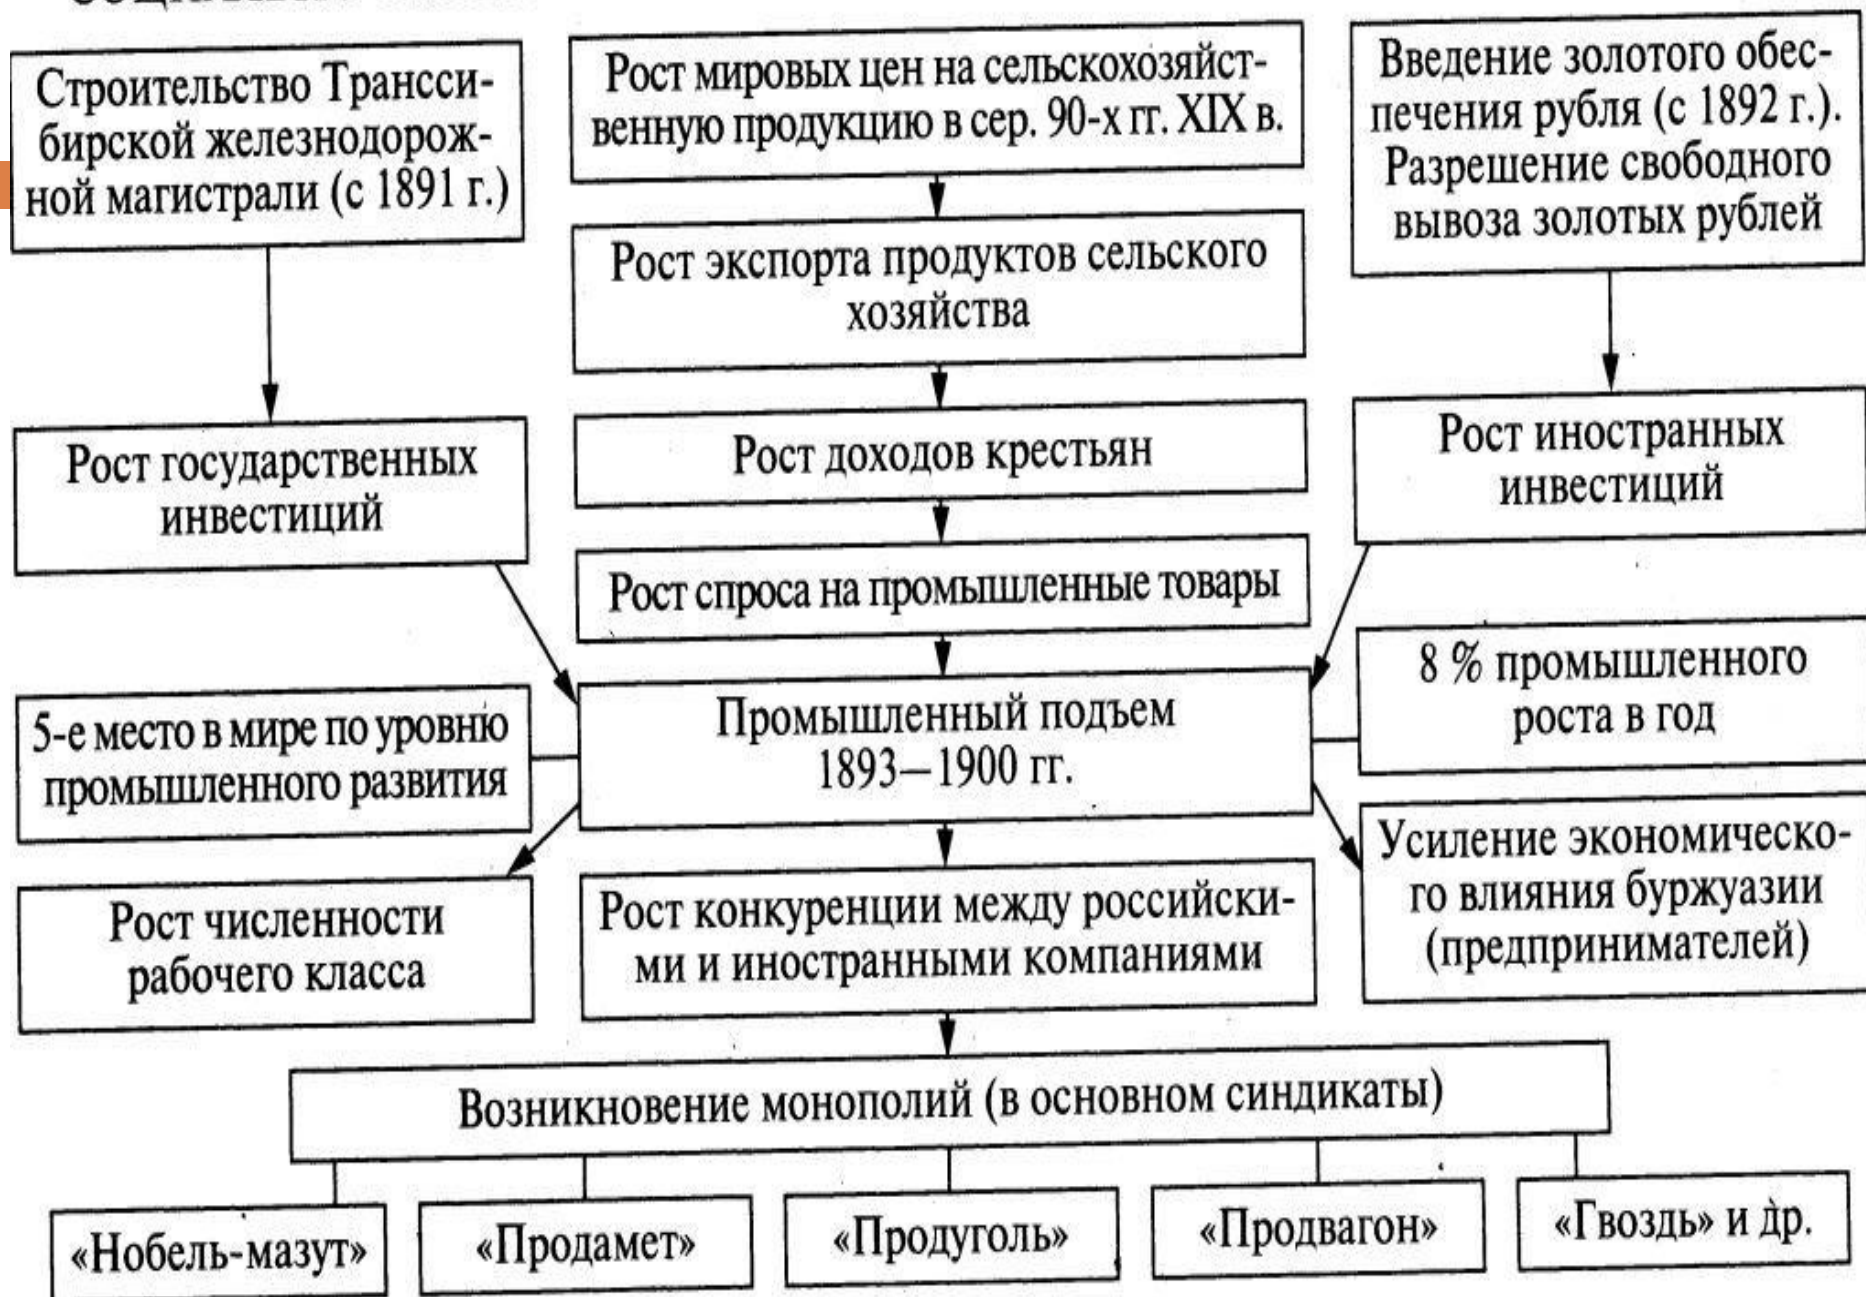 Строительство Трансси-
бирской железнодорож-
ной магистрали (с 1891 г.)
Рост мировых цен на сельскохозяйст-
венную продукцию в сер. 90-х гг. XIX в.
Введение золотого обес-
печения рубля (с 1892 г.).
Разрешение свободного
вывоза золотых рублей
Рост экспорта продуктов сельского
хозяйства
Рост государственных
инвестиций
Рост доходов крестьян
Рост иностранных
инвестиций
Рост спроса на промышленные товары
5-е место в мире по уровню
промышленного развития
Промышленный подъем
1893—1900 гг.
8 % промышленного
роста в год
Рост численности
рабочего класса
Рост конкуренции между российски-
ми и иностранными компаниями
Усиление экономическо-
го влияния буржуазии
(предпринимателей)
Возникновение монополий (в основном синдикаты)
«Нобель-мазут»
«Продамет»
«Продуголь»
«Продвагон»
«Гвоздь» и др.